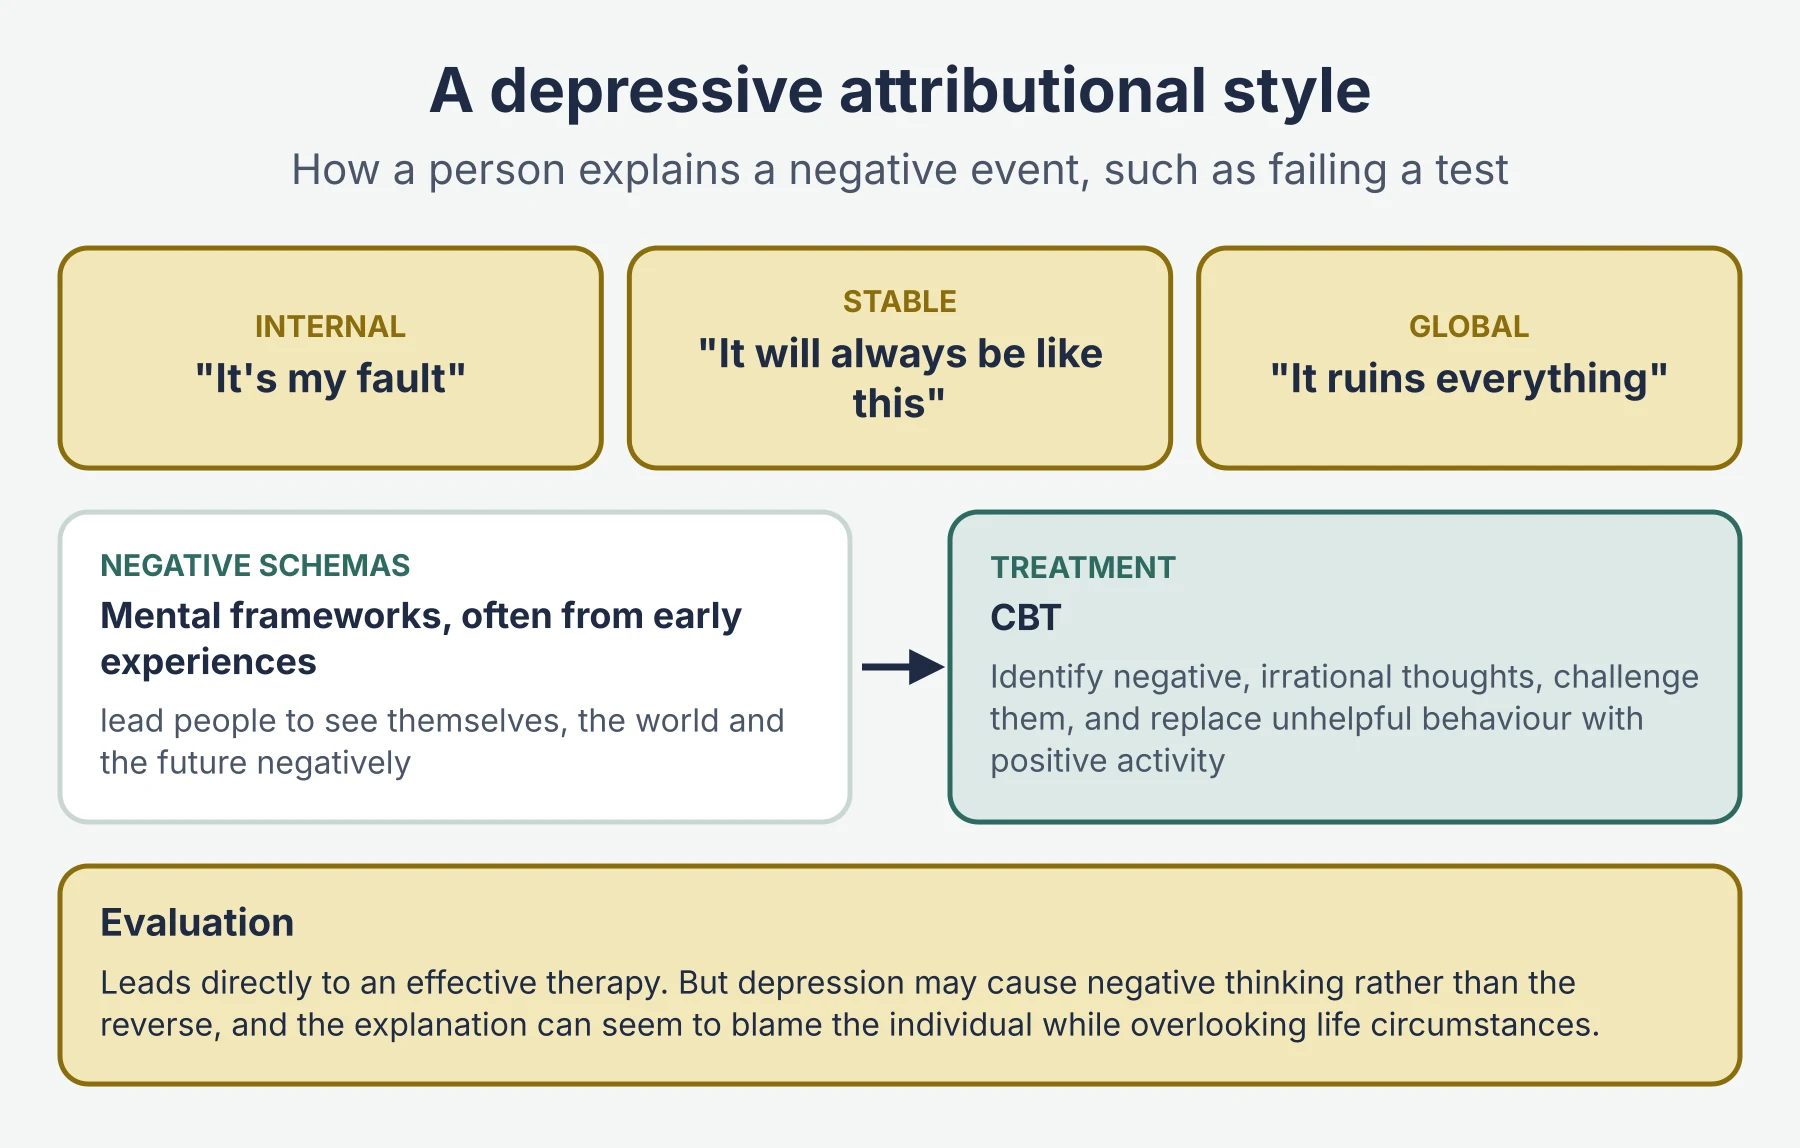 A depressive attributional style
How a person explains a negative event, such as failing a test
INTERNAL
"It's my fault"
STABLE
"It will always be like
this"
GLOBAL
"It ruins everything"
NEGATIVE SCHEMAS
Mental frameworks, often from early
experiences
lead people to see themselves, the world and
the future negatively
TREATMENT
CBT
Identify negative, irrational thoughts, challenge
them, and replace unhelpful behaviour with
positive activity
Evaluation
Leads directly to an effective therapy. But depression may cause negative thinking rather than the
reverse, and the explanation can seem to blame the individual while overlooking life circumstances.